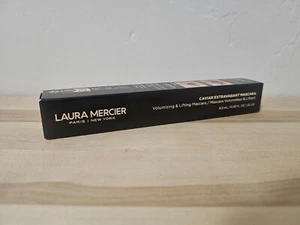 LAURA MERCIER
PARIS | NEW YORK
CAVIAR EXTRAVAGANT MASCARA
Volumizing & Lifting Mascara / Mascara Volumateur & Liftant